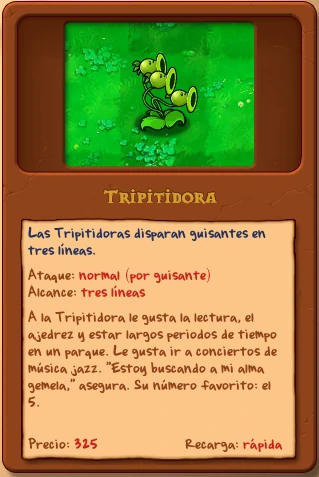 Tripitidora
Las Tripitidoras disparan guisantes en
tres líneas.
Ataque: normal (por guisante)
Alcance: tres líneas
A la Tripitidora le gusta la lectura, el
ajedrez y estar largos periodos de tiempo
en un parque. Le gusta ir a conciertos de
música jazz. "Estoy buscando a mi alma
gemela," asegura. Su número favorito: el
5.
Precio: 325 Recarga: rápida